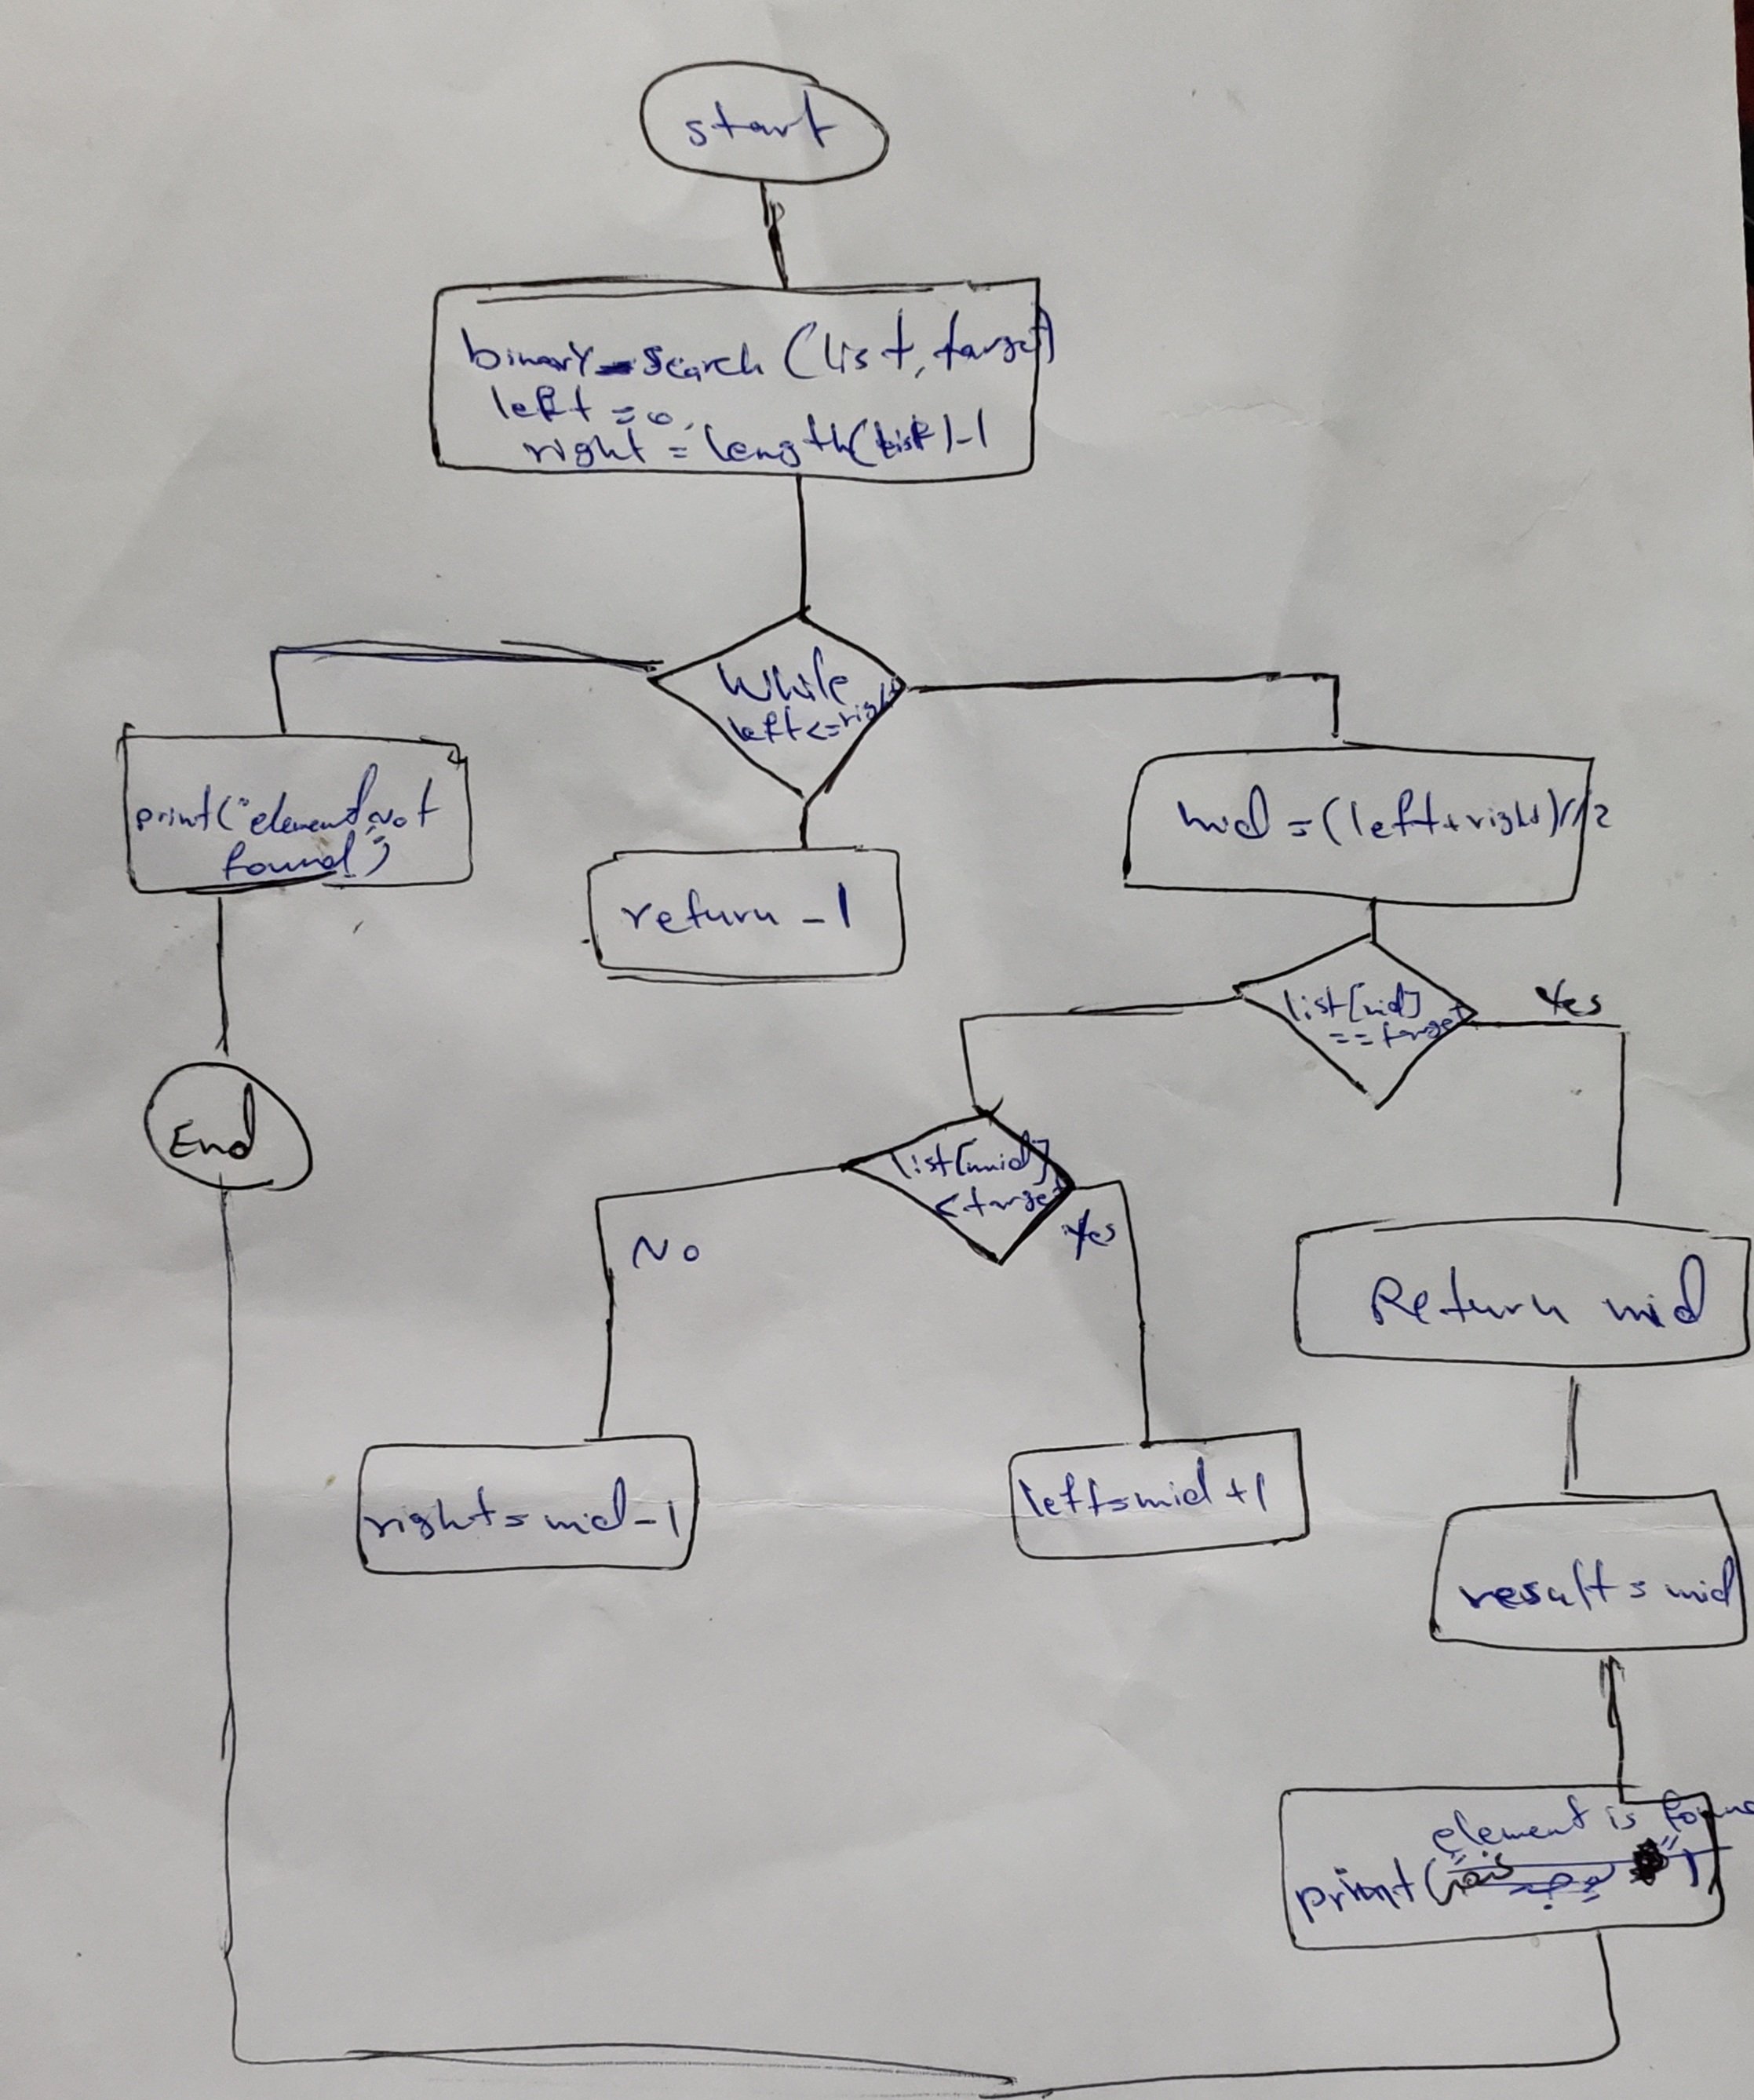 start
binary_search (list, target)
left = 0
right = length(list)-1
While
left <= right
print("element not
found")
return -1
mid = (left+right)//2
list[mid]
== target
Yes
End
list[mid]
< target
No
Yes
Return mid
right = mid-1
left = mid+1
result = mid
element is found
print(" ")